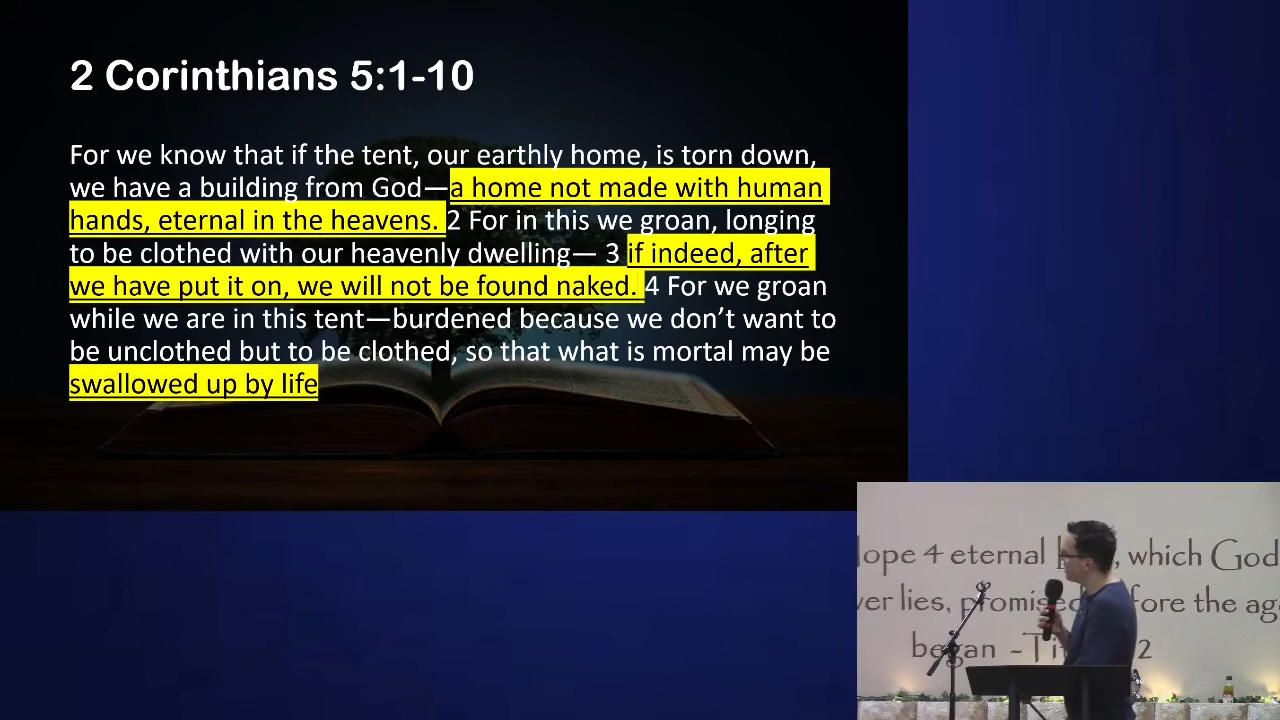 2 Corinthians 5:1-10
For we know that if the tent, our earthly home, is torn down,
we have a building from God—a home not made with human
hands, eternal in the heavens. 2 For in this we groan, longing
to be clothed with our heavenly dwelling— 3 if indeed, after
we have put it on, we will not be found naked. 4 For we groan
while we are in this tent—burdened because we don’t want to
be unclothed but to be clothed, so that what is mortal may be
swallowed up by life
ope 4 eternal , which God
er lies, promised fore the ag
began ~Ti 2